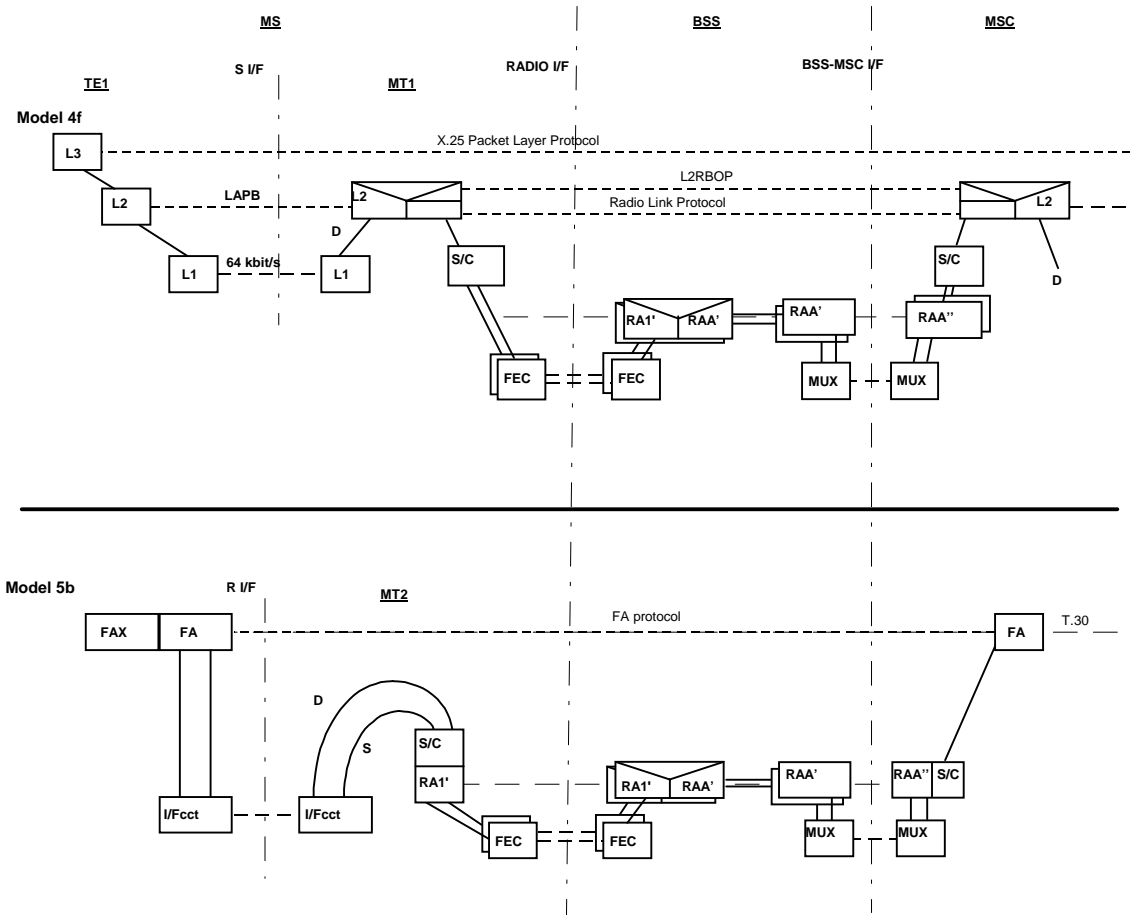 MS
BSS
MSC
S I/F
RADIO I/F
BSS-MSC I/F
TE1
MT1
Model 4f
X.25 Packet Layer Protocol
L3
L2RBOP
L2
LAPB
L2
Radio Link Protocol
L2
D
S/C
S/C
L1
64 kbit/s
L1
D
RA1'
RAA'
RAA'
RAA''
FEC
FEC
MUX
MUX
Model 5b
R I/F
MT2
FAX
FA
FA protocol
FA
T.30
D
S
S/C
RA1'
RA1'
RAA'
RAA'
RAA''
S/C
I/Fcct
I/Fcct
FEC
FEC
MUX
MUX